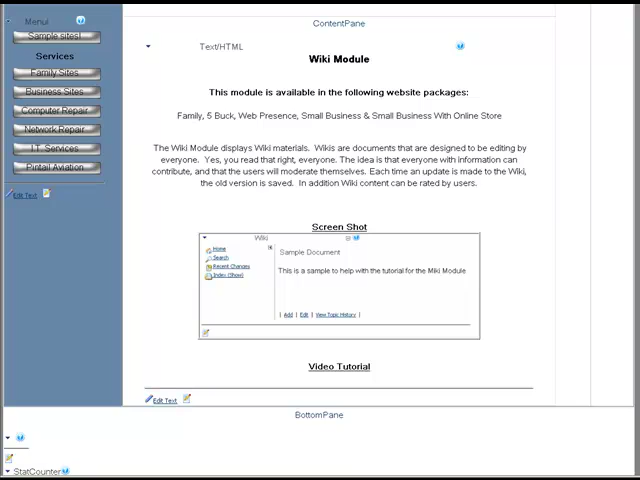 Menu!
Sample sites!
Services
Family Sites
Business Sites
Computer Repair
Network Repair
I.T. Services
Pintail Aviation
Edit Text
ContentPane
Text/HTML
Wiki Module
This module is available in the following website packages:
Family, 5 Buck, Web Presence, Small Business & Small Business With Online Store
The Wiki Module displays Wiki materials. Wikis are documents that are designed to be editing by
everyone. Yes, you read that right, everyone. The idea is that everyone with information can
contribute, and that the users will moderate themselves. Each time an update is made to the Wiki,
the old version is saved. In addition Wiki content can be rated by users.
Screen Shot
Wiki
Home
Search
Recent Changes
Index (Show)
Sample Document
This is a sample to help with the tutorial for the Miki Module
| Add | Edit | View Topic History |
Video Tutorial
Edit Text
BottomPane
StatCounter